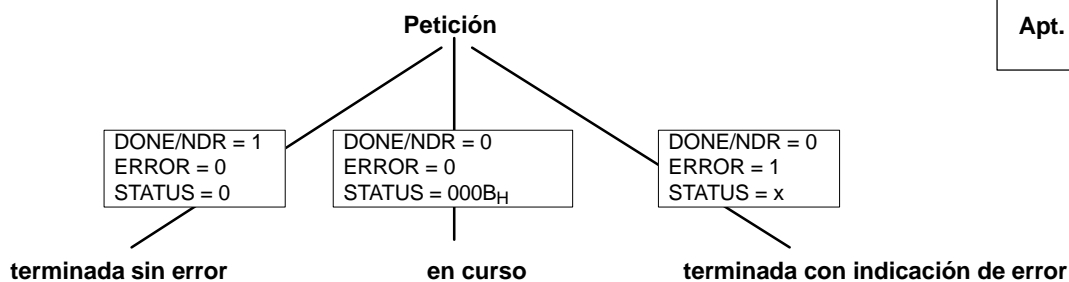 Petición
Apt.
DONE/NDR = 1
ERROR = 0
STATUS = 0
DONE/NDR = 0
ERROR = 0
STATUS = 000BH
DONE/NDR = 0
ERROR = 1
STATUS = x
terminada sin error
en curso
terminada con indicación de error